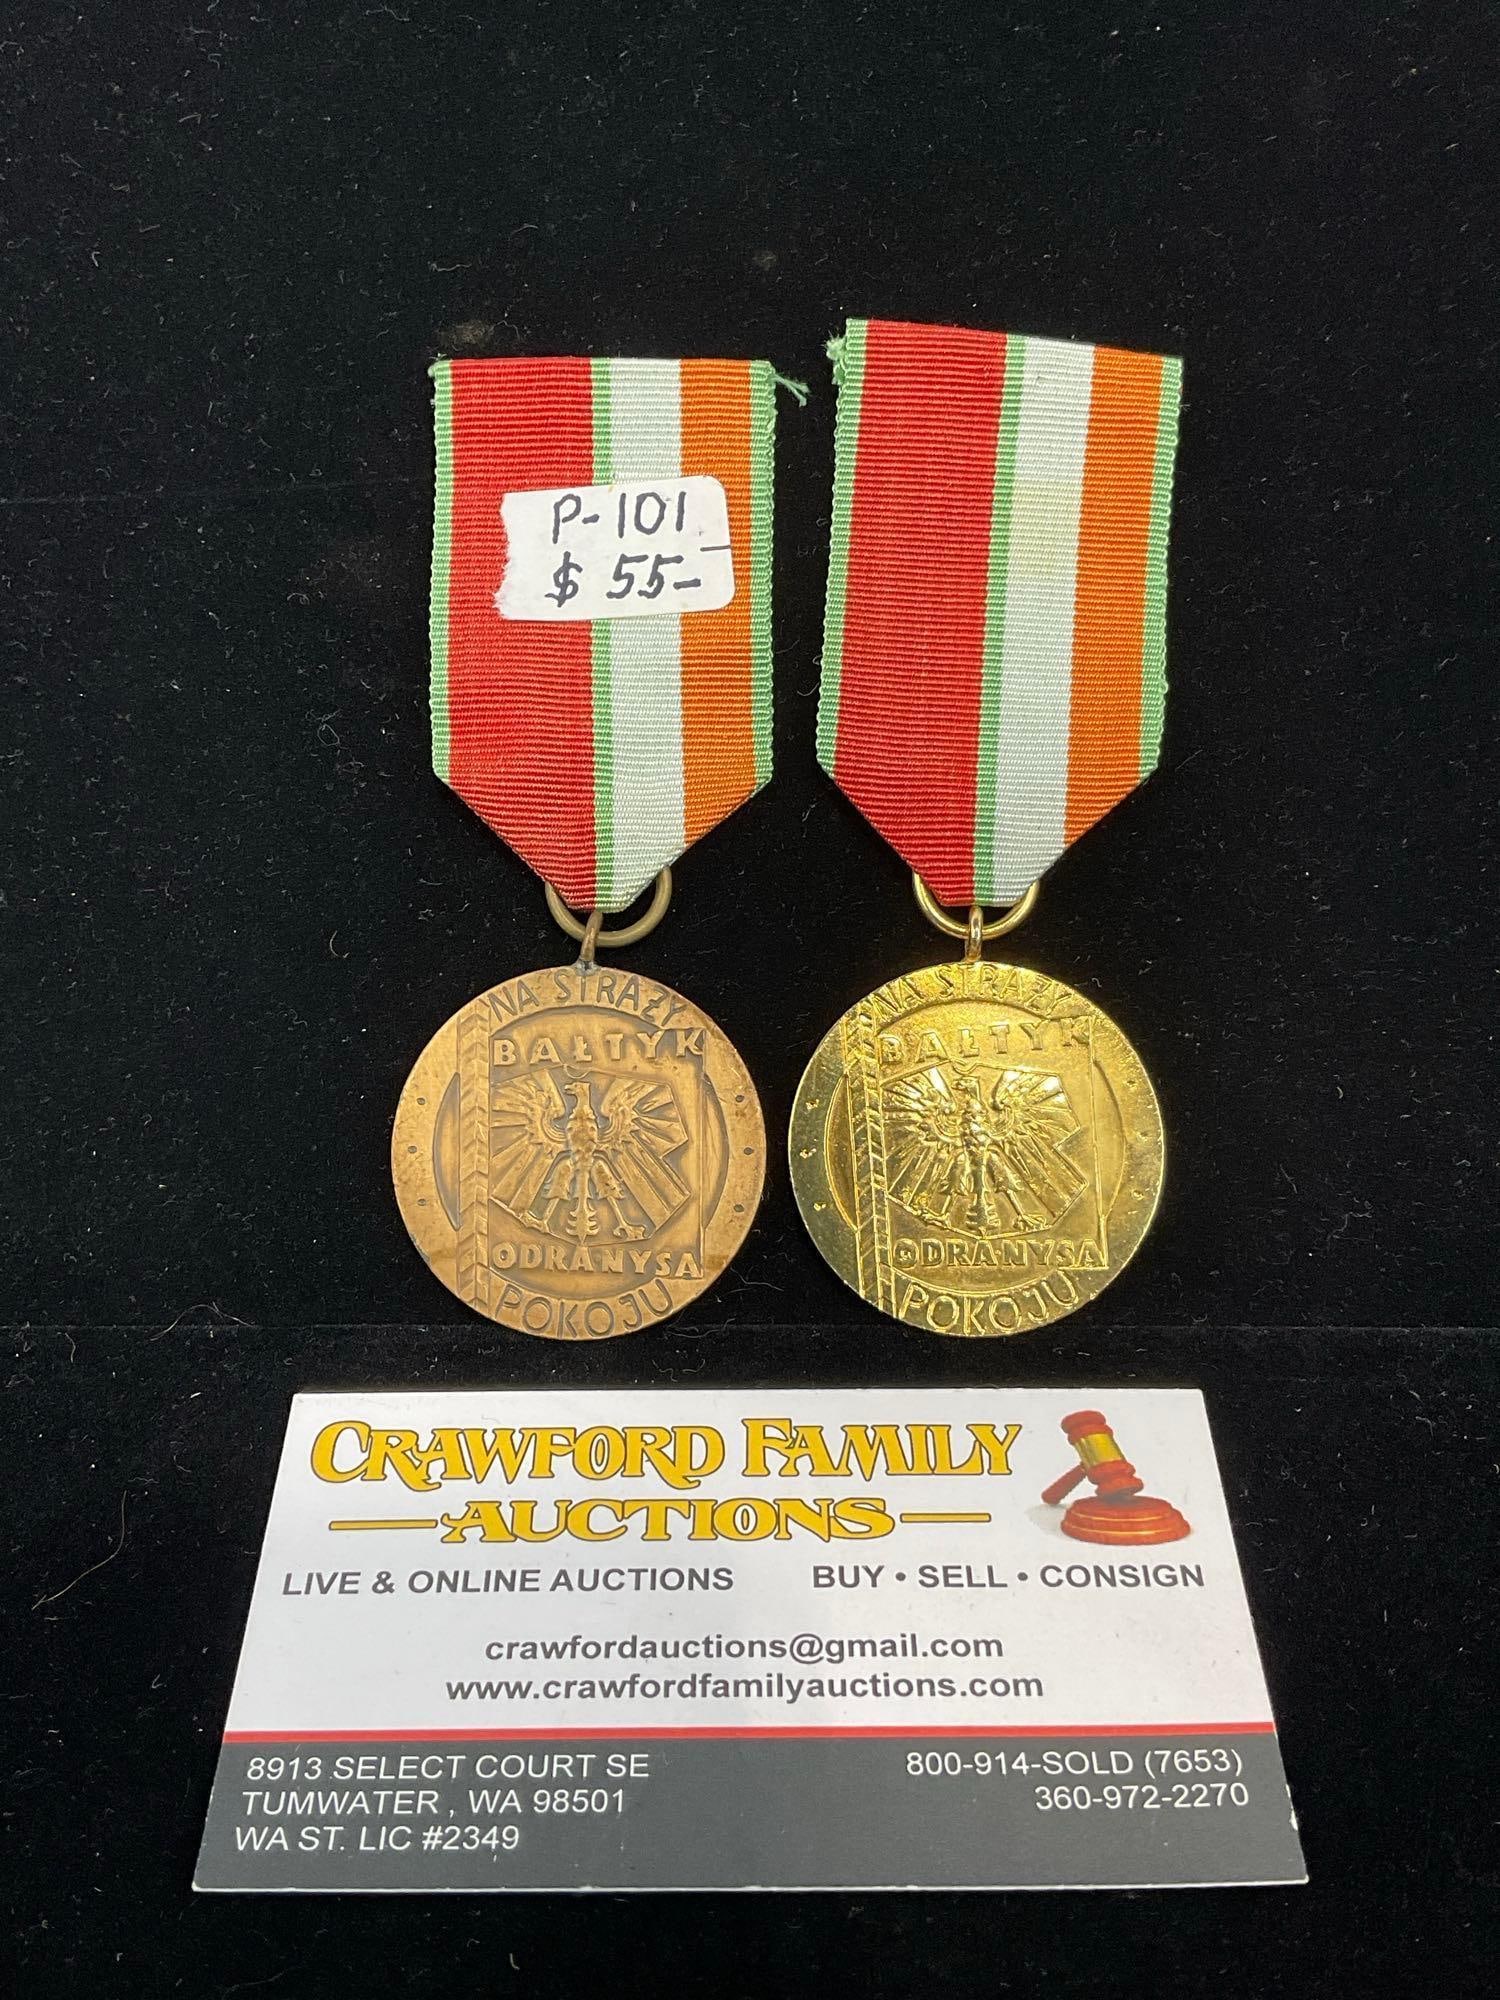 P-101
$ 55-
NA STRAŻY
BAŁTYK
ODRA NYSA
POKOJU
NA STRAŻY
BAŁTYK
ODRA NYSA
POKOJU
CRAWFORD FAMILY
AUCTIONS
LIVE & ONLINE AUCTIONS BUY • SELL • CONSIGN
crawfordauctions@gmail.com
www.crawfordfamilyauctions.com
8913 SELECT COURT SE 800-914-SOLD (7653)
TUMWATER , WA 98501 360-972-2270
WA ST. LIC #2349